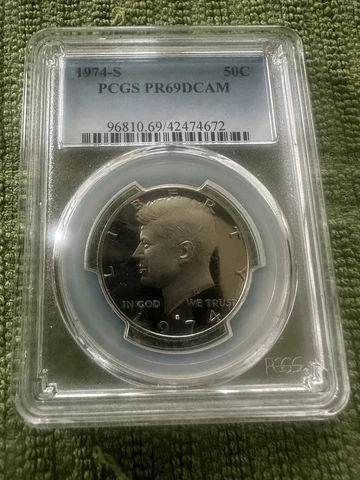 1974-S 50C
PCGS PR69DCAM
96810.69/42474672
LIBERTY
IN GOD WE TRUST
S
1974
PCGS